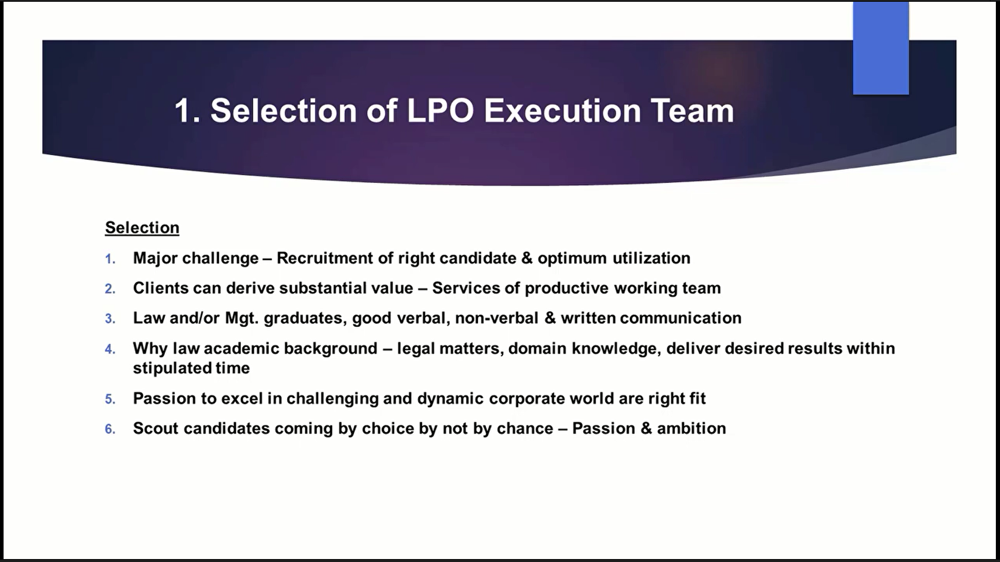 1. Selection of LPO Execution Team
Selection
1. Major challenge – Recruitment of right candidate & optimum utilization
2. Clients can derive substantial value – Services of productive working team
3. Law and/or Mgt. graduates, good verbal, non-verbal & written communication
4. Why law academic background – legal matters, domain knowledge, deliver desired results within
stipulated time
5. Passion to excel in challenging and dynamic corporate world are right fit
6. Scout candidates coming by choice by not by chance – Passion & ambition